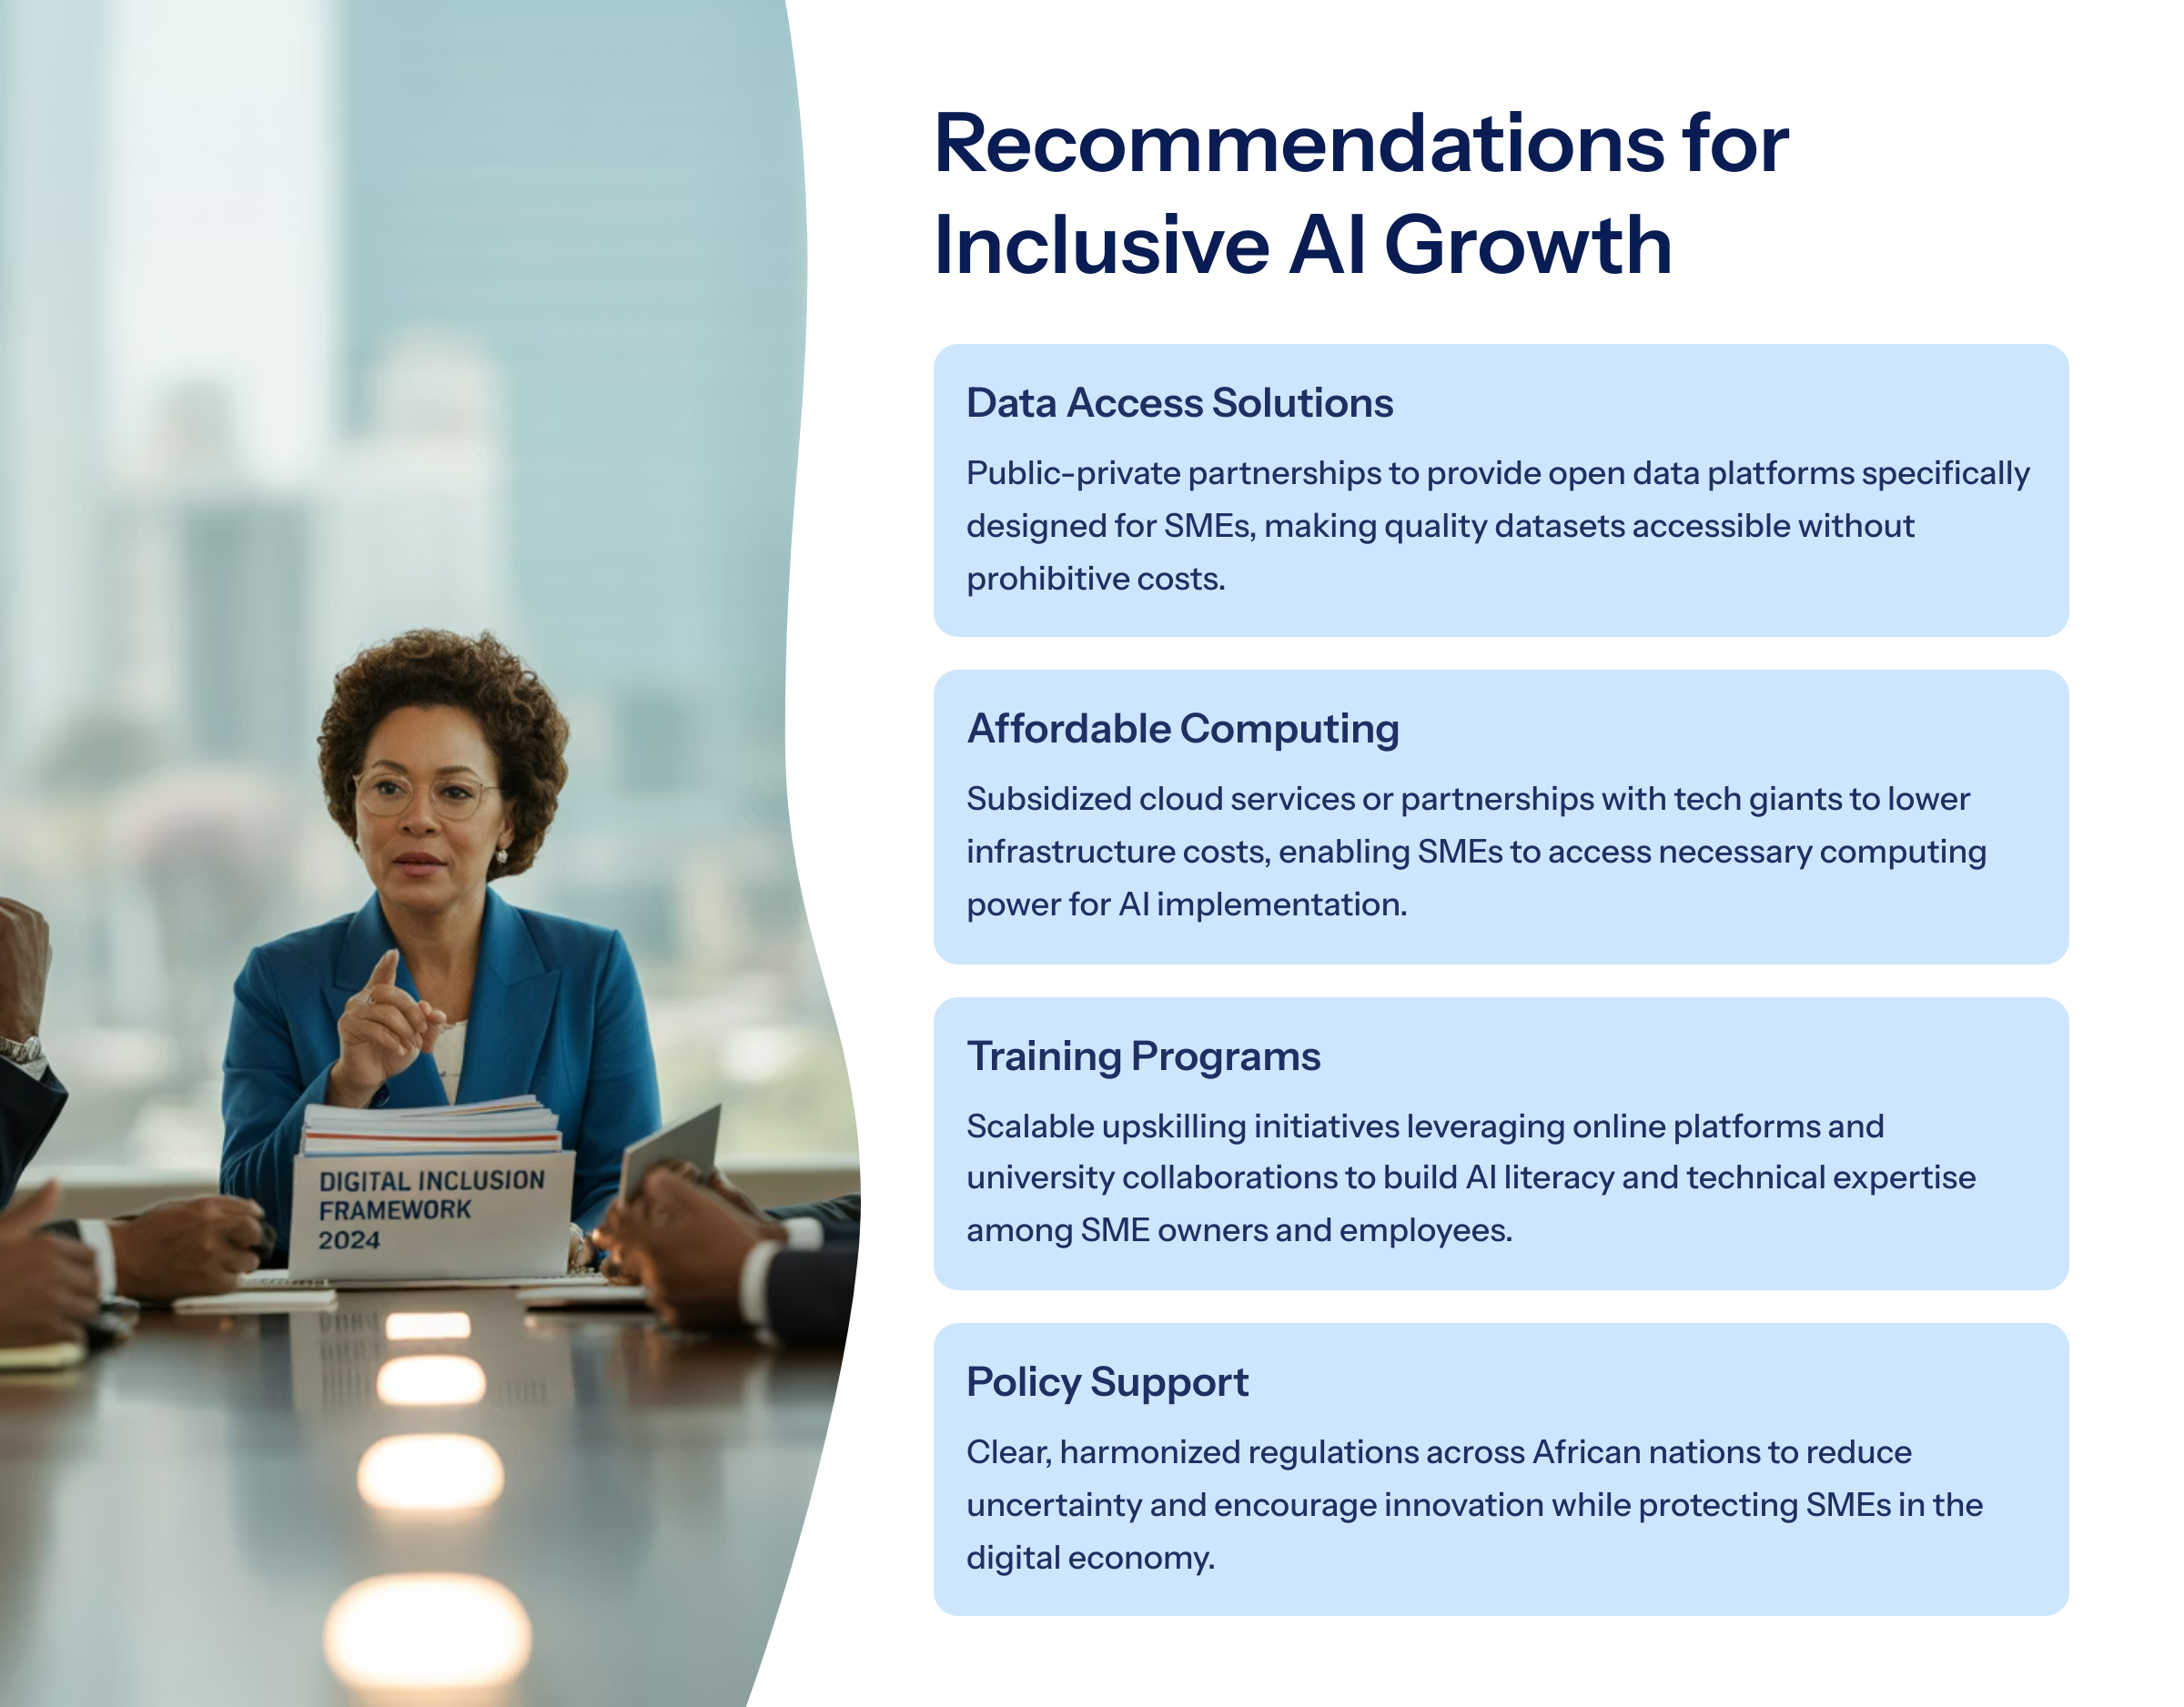 Recommendations for
Inclusive AI Growth
Data Access Solutions
Public-private partnerships to provide open data platforms specifically
designed for SMEs, making quality datasets accessible without
prohibitive costs.
Affordable Computing
Subsidized cloud services or partnerships with tech giants to lower
infrastructure costs, enabling SMEs to access necessary computing
power for AI implementation.
Training Programs
Scalable upskilling initiatives leveraging online platforms and
university collaborations to build AI literacy and technical expertise
among SME owners and employees.
Policy Support
Clear, harmonized regulations across African nations to reduce
uncertainty and encourage innovation while protecting SMEs in the
digital economy.
DIGITAL INCLUSION
FRAMEWORK
2024